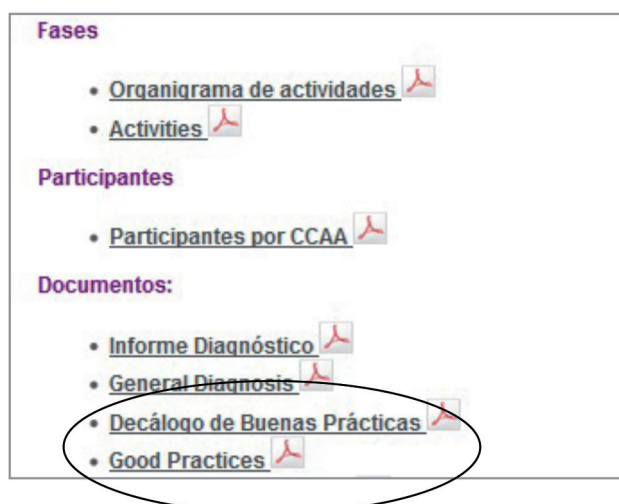 Fases
• Organigrama de actividades
• Activities
Participantes
• Participantes por CCAA
Documentos:
• Informe Diagnóstico
• General Diagnosis
• Decálogo de Buenas Prácticas
• Good Practices